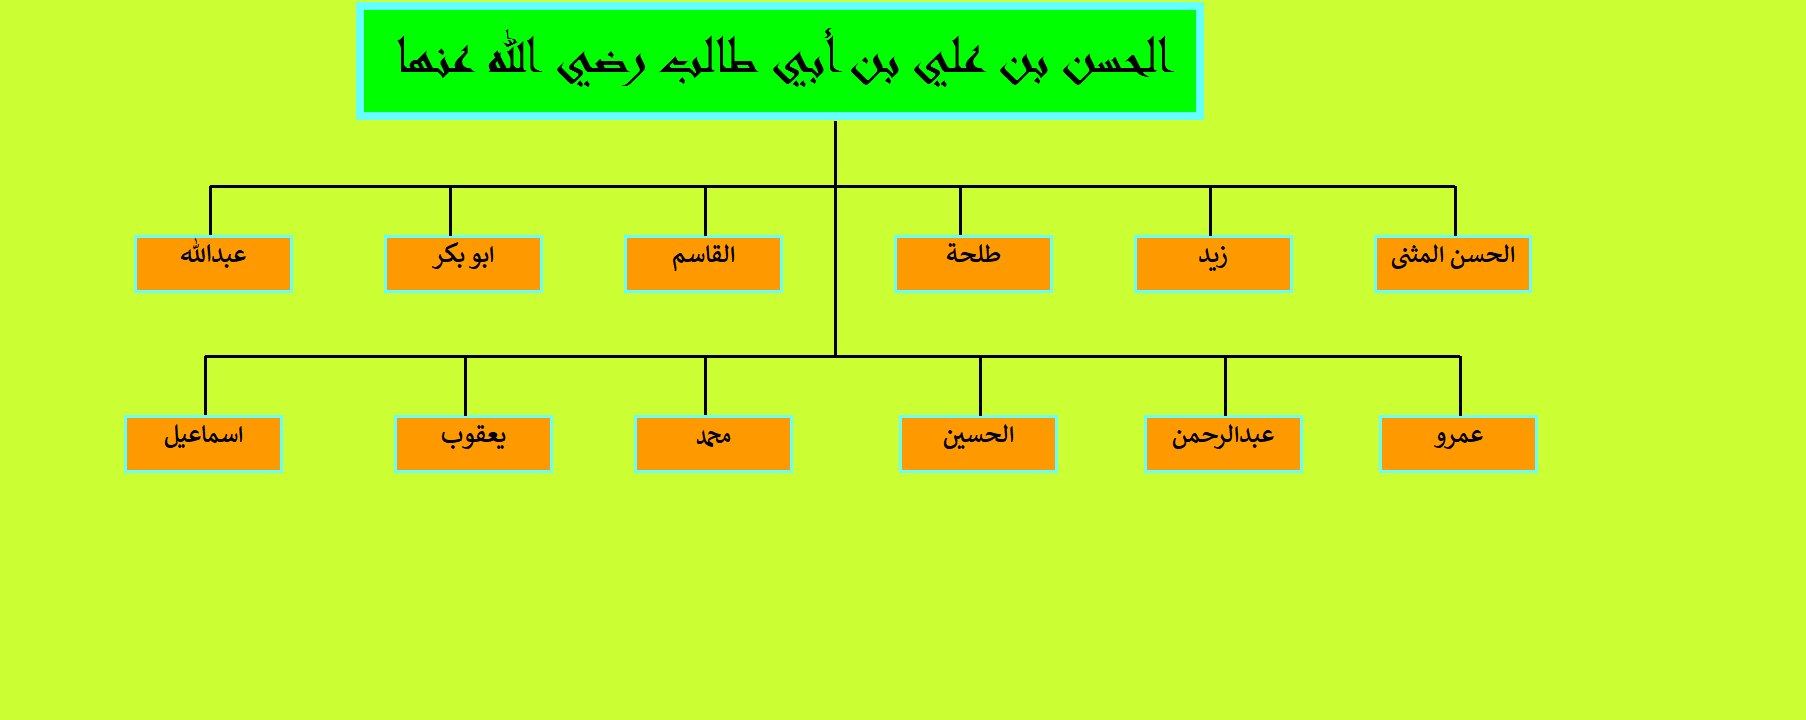 الحسن بن علي بن أبي طالب رضي الله عنها
الحسن المثنى
زيد
طلحة
القاسم
ابو بكر
عبدالله
عمرو
عبدالرحمن
الحسين
محمد
يعقوب
اسماعيل